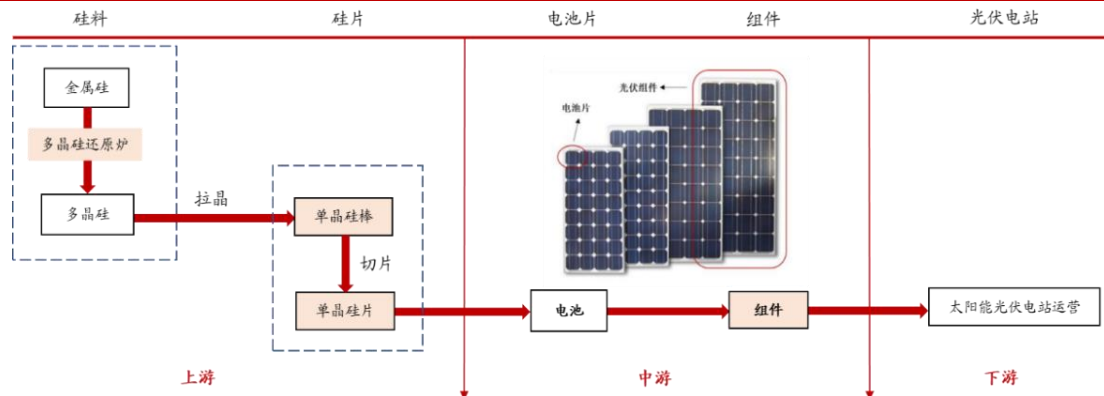 硅料
硅片
电池片
组件
光伏电站
金属硅
多晶硅还原炉
多晶硅
拉晶
单晶硅棒
切片
单晶硅片
光伏组件
电池片
电池
组件
太阳能光伏电站运营
上游
中游
下游